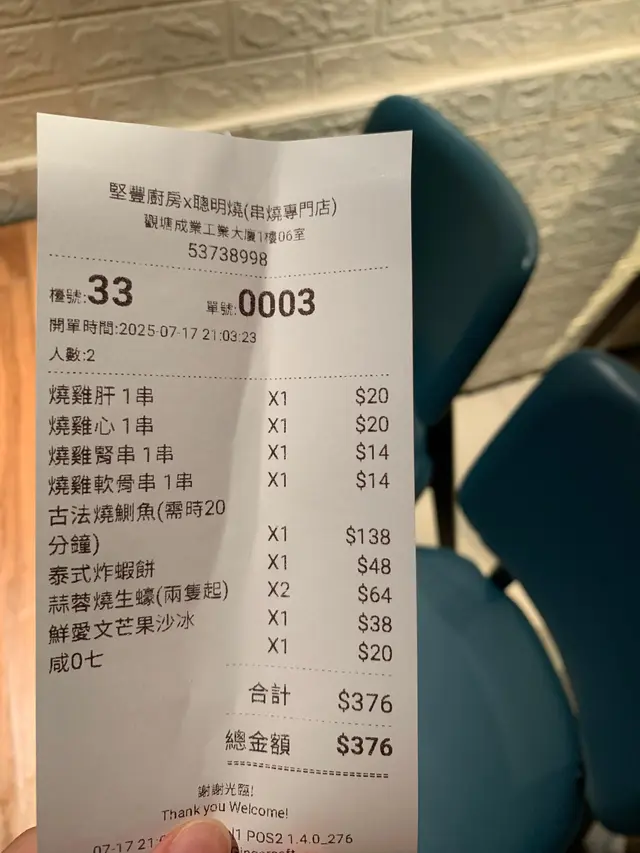 堅豐廚房x聰明燒(串燒專門店)
觀塘成業工業大廈1樓06室
53738998
檯號:33 單號:0003
開單時間:2025-07-17 21:03:23
人數:2
燒雞肝 1串 X1 $20
燒雞心 1串 X1 $20
燒雞腎串 1串 X1 $14
燒雞軟骨串 1串 X1 $14
古法燒鰂魚(需時20
分鐘) X1 $138
泰式炸蝦餅 X1 $48
蒜蓉燒生蠔(兩隻起) X2 $64
鮮愛文芒果沙冰 X1 $38
咸0七 X1 $20
合計 $376
總金額 $376
謝謝光臨!
Thank you Welcome!
07-17 POS2 1.4.0_276